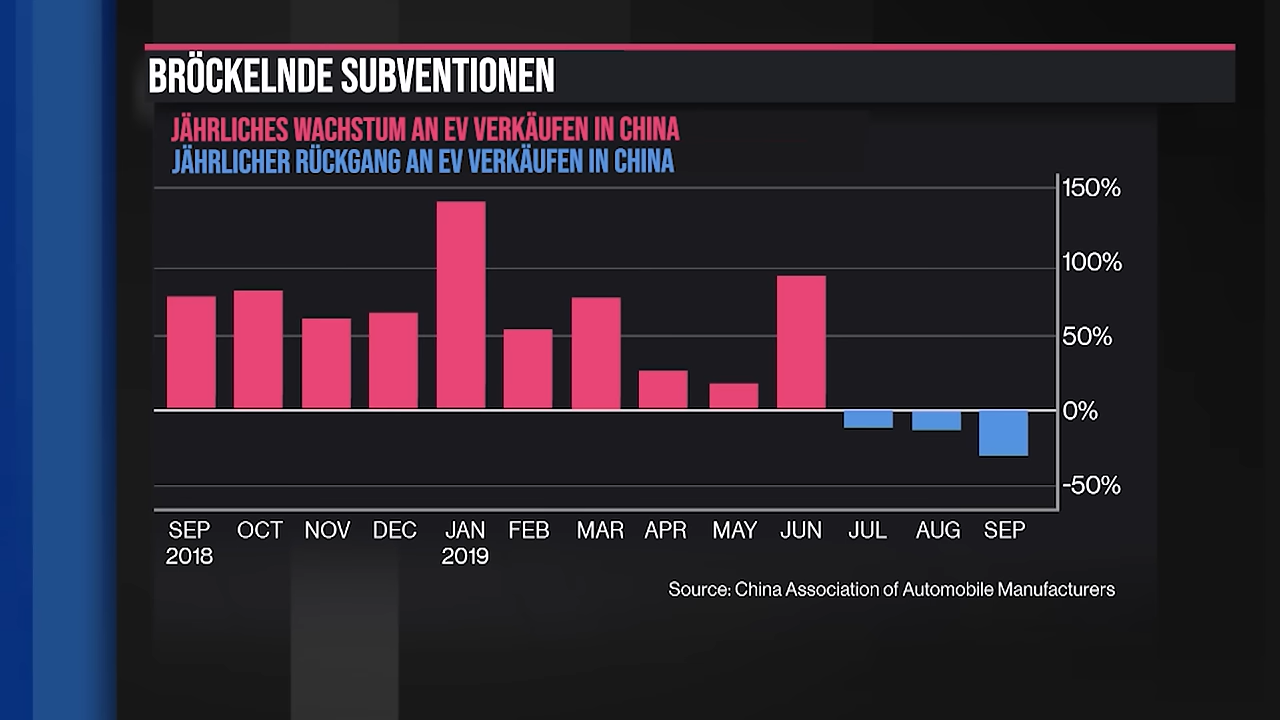 BRÖCKELNDE SUBVENTIONEN
JÄHRLICHES WACHSTUM AN EV VERKÄUFEN IN CHINA
JÄHRLICHER RÜCKGANG AN EV VERKÄUFEN IN CHINA
150%
100%
50%
0%
-50%
SEP OCT NOV DEC JAN FEB MAR APR MAY JUN JUL AUG SEP
2018 2019
Source: China Association of Automobile Manufacturers